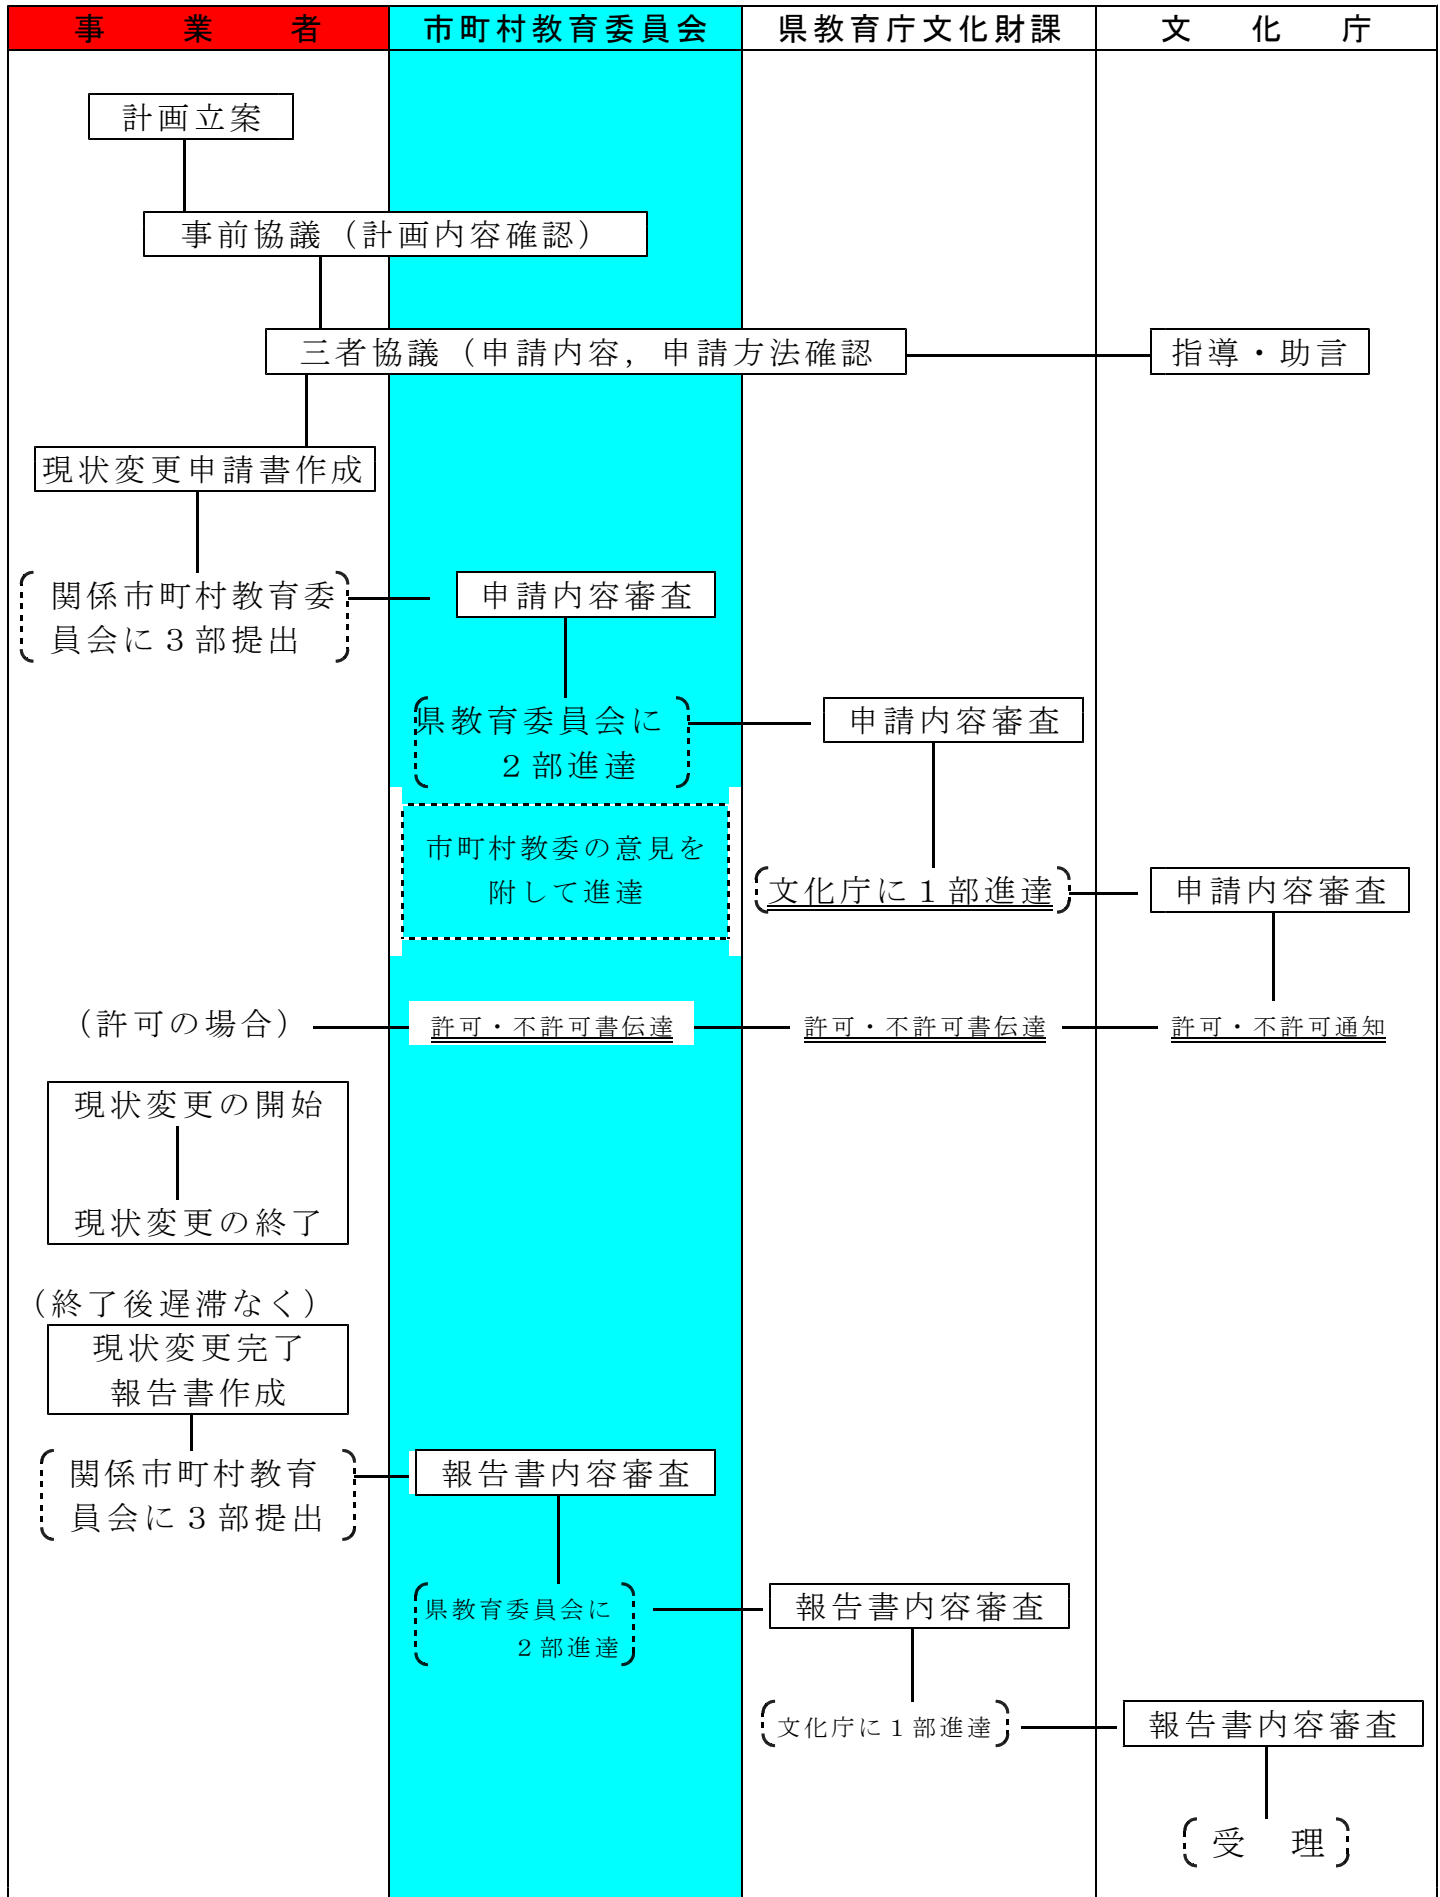 事業者
市町村教育委員会
県教育庁文化財課
文化庁
計画立案
事前協議（計画内容確認）
三者協議（申請内容，申請方法確認
指導・助言
現状変更申請書作成
関係市町村教育委
員会に３部提出
申請内容審査
県教育委員会に
２部進達
申請内容審査
市町村教委の意見を
附して進達
文化庁に１部進達
申請内容審査
（許可の場合）
許可・不許可書伝達
許可・不許可書伝達
許可・不許可通知
現状変更の開始
現状変更の終了
（終了後遅滞なく）
現状変更完了
報告書作成
関係市町村教育
員会に３部提出
報告書内容審査
県教育委員会に
２部進達
報告書内容審査
文化庁に１部進達
報告書内容審査
受理